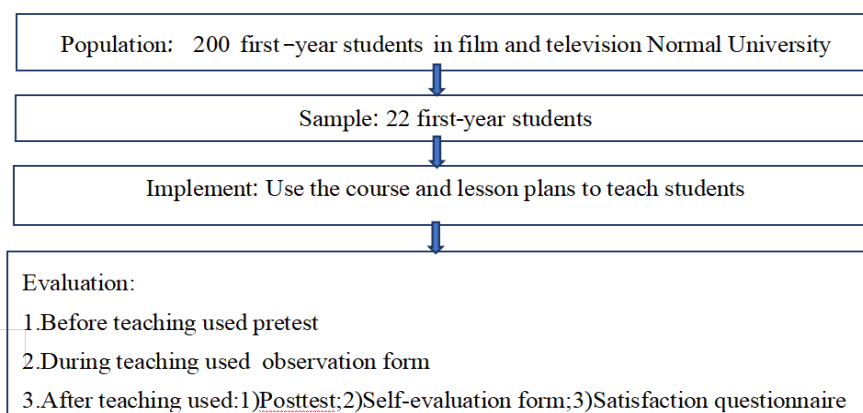 Population： 200 first−year students in film and television Normal University
Sample: 22 first-year students
Implement: Use the course and lesson plans to teach students
Evaluation:
1.Before teaching used pretest
2.During teaching used observation form
3.After teaching used:1)Posttest;2)Self-evaluation form;3)Satisfaction questionnaire